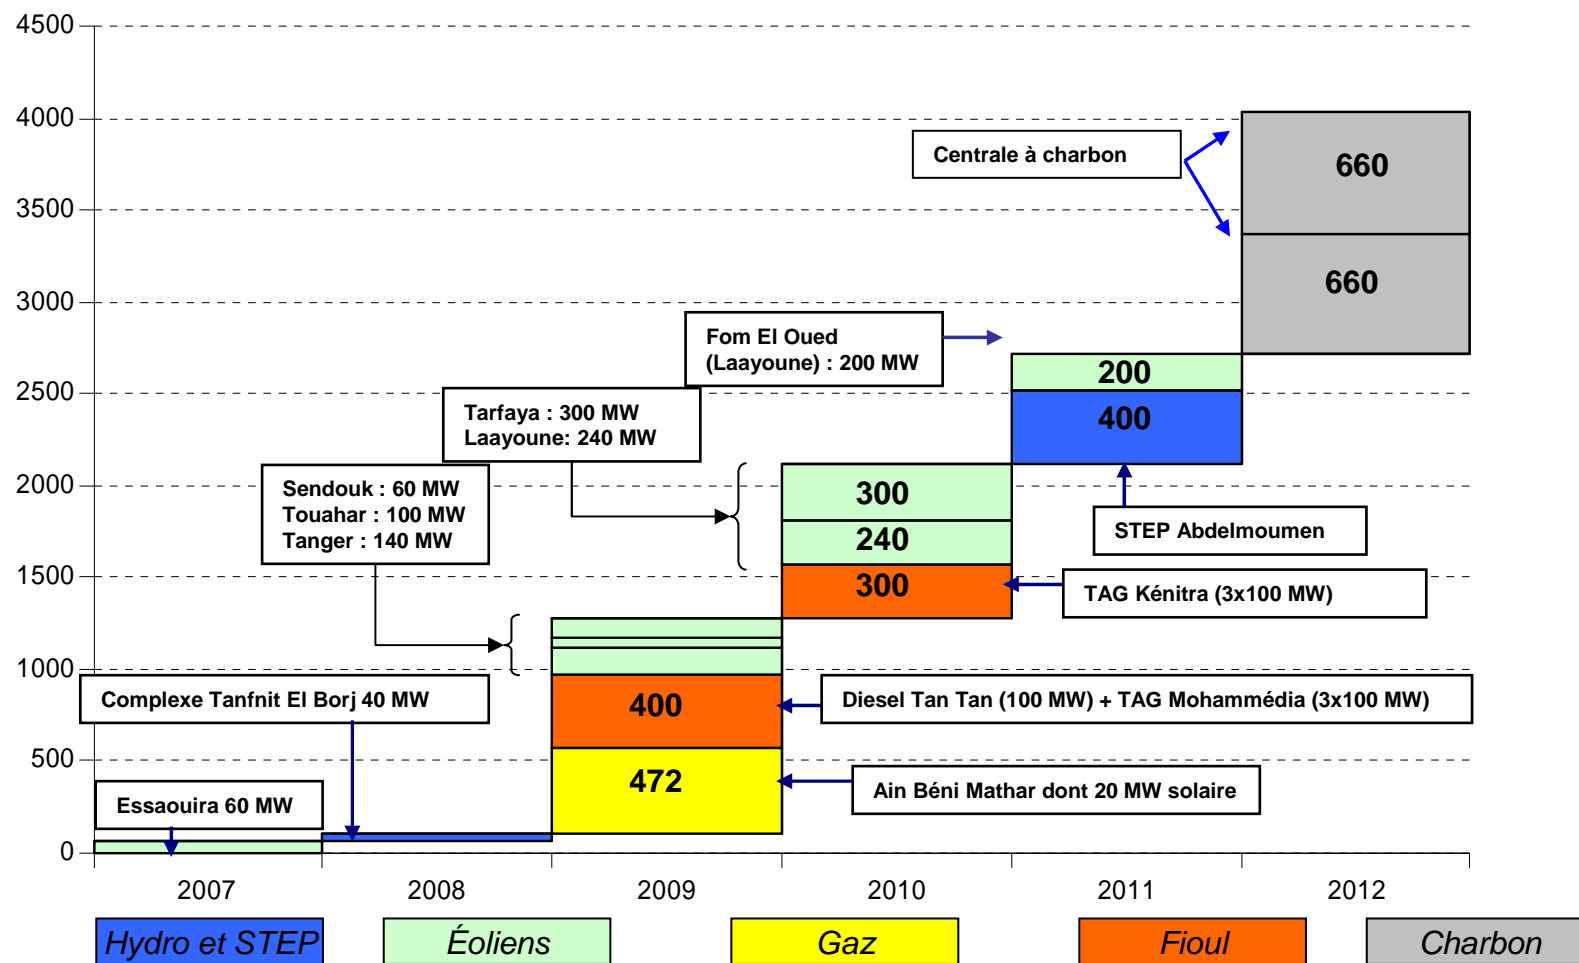 4500
4000
3500
3000
2500
2000
1500
1000
500
0
Centrale à charbon
660
660
Fom El Oued
(Laayoune) : 200 MW
200
400
Tarfaya : 300 MW
Laayoune: 240 MW
Sendouk : 60 MW
Touahar : 100 MW
Tanger : 140 MW
300
240
300
STEP Abdelmoumen
TAG Kénitra (3x100 MW)
Complexe Tanfnit El Borj 40 MW
400
Diesel Tan Tan (100 MW) + TAG Mohammédia (3x100 MW)
472
Ain Béni Mathar dont 20 MW solaire
Essaouira 60 MW
2007 2008 2009 2010 2011 2012
Hydro et STEP Éoliens Gaz Fioul Charbon